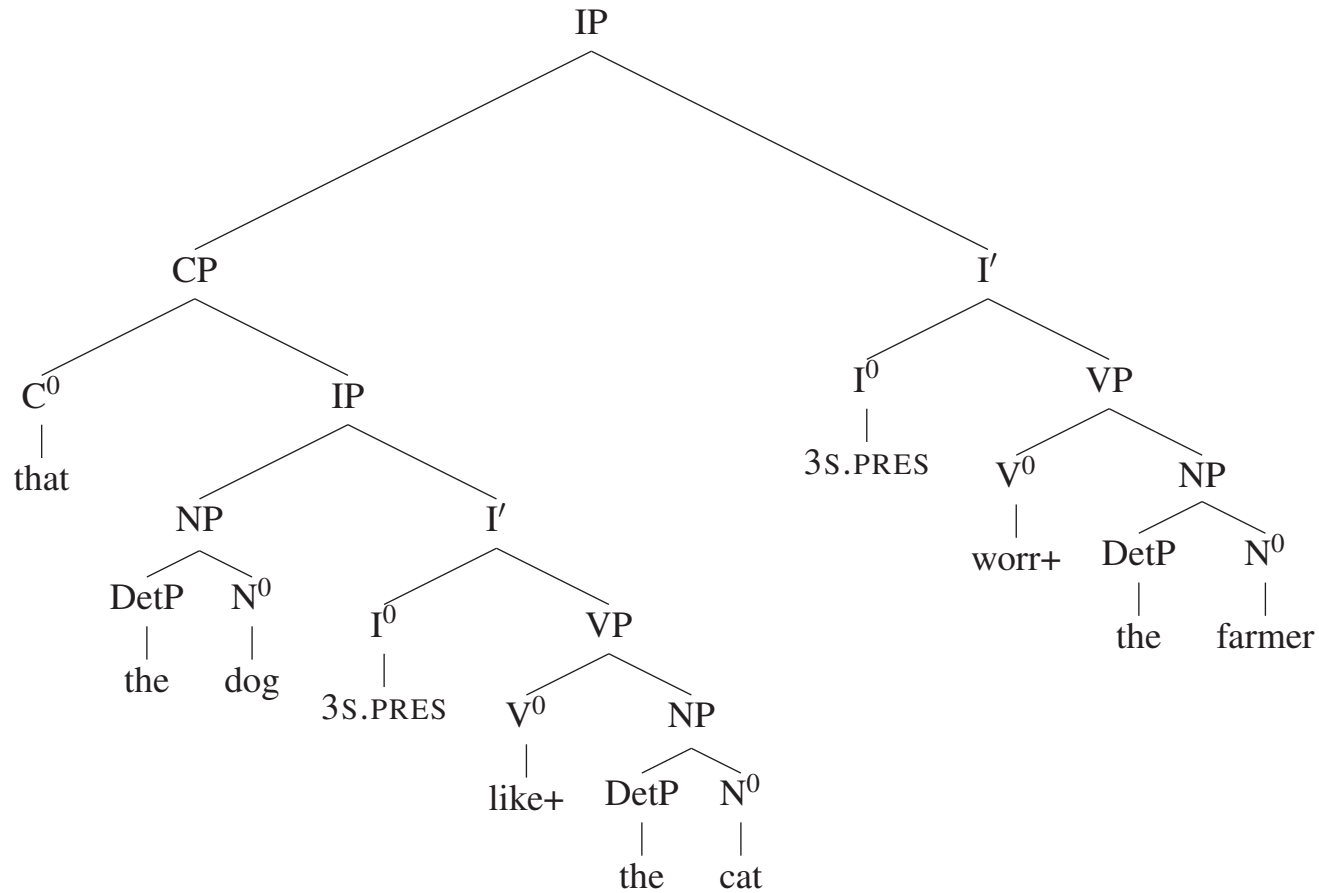 IP
CP I′
C⁰ IP I⁰ VP
that 3S.PRES V⁰ NP
NP I′ worr+ DetP N⁰
DetP N⁰ I⁰ VP the farmer
the dog 3S.PRES V⁰ NP
like+ DetP N⁰
the cat